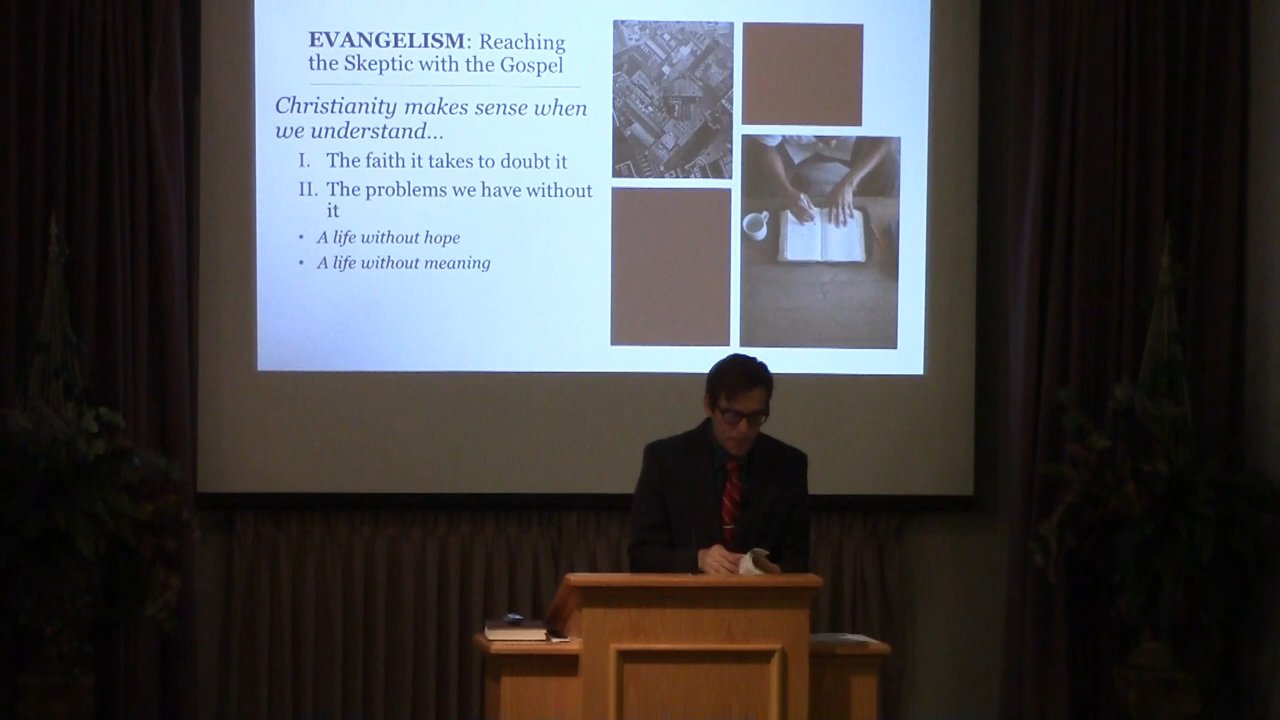 EVANGELISM: Reaching
the Skeptic with the Gospel
Christianity makes sense when
we understand...
I. The faith it takes to doubt it
II. The problems we have without
it
• A life without hope
• A life without meaning